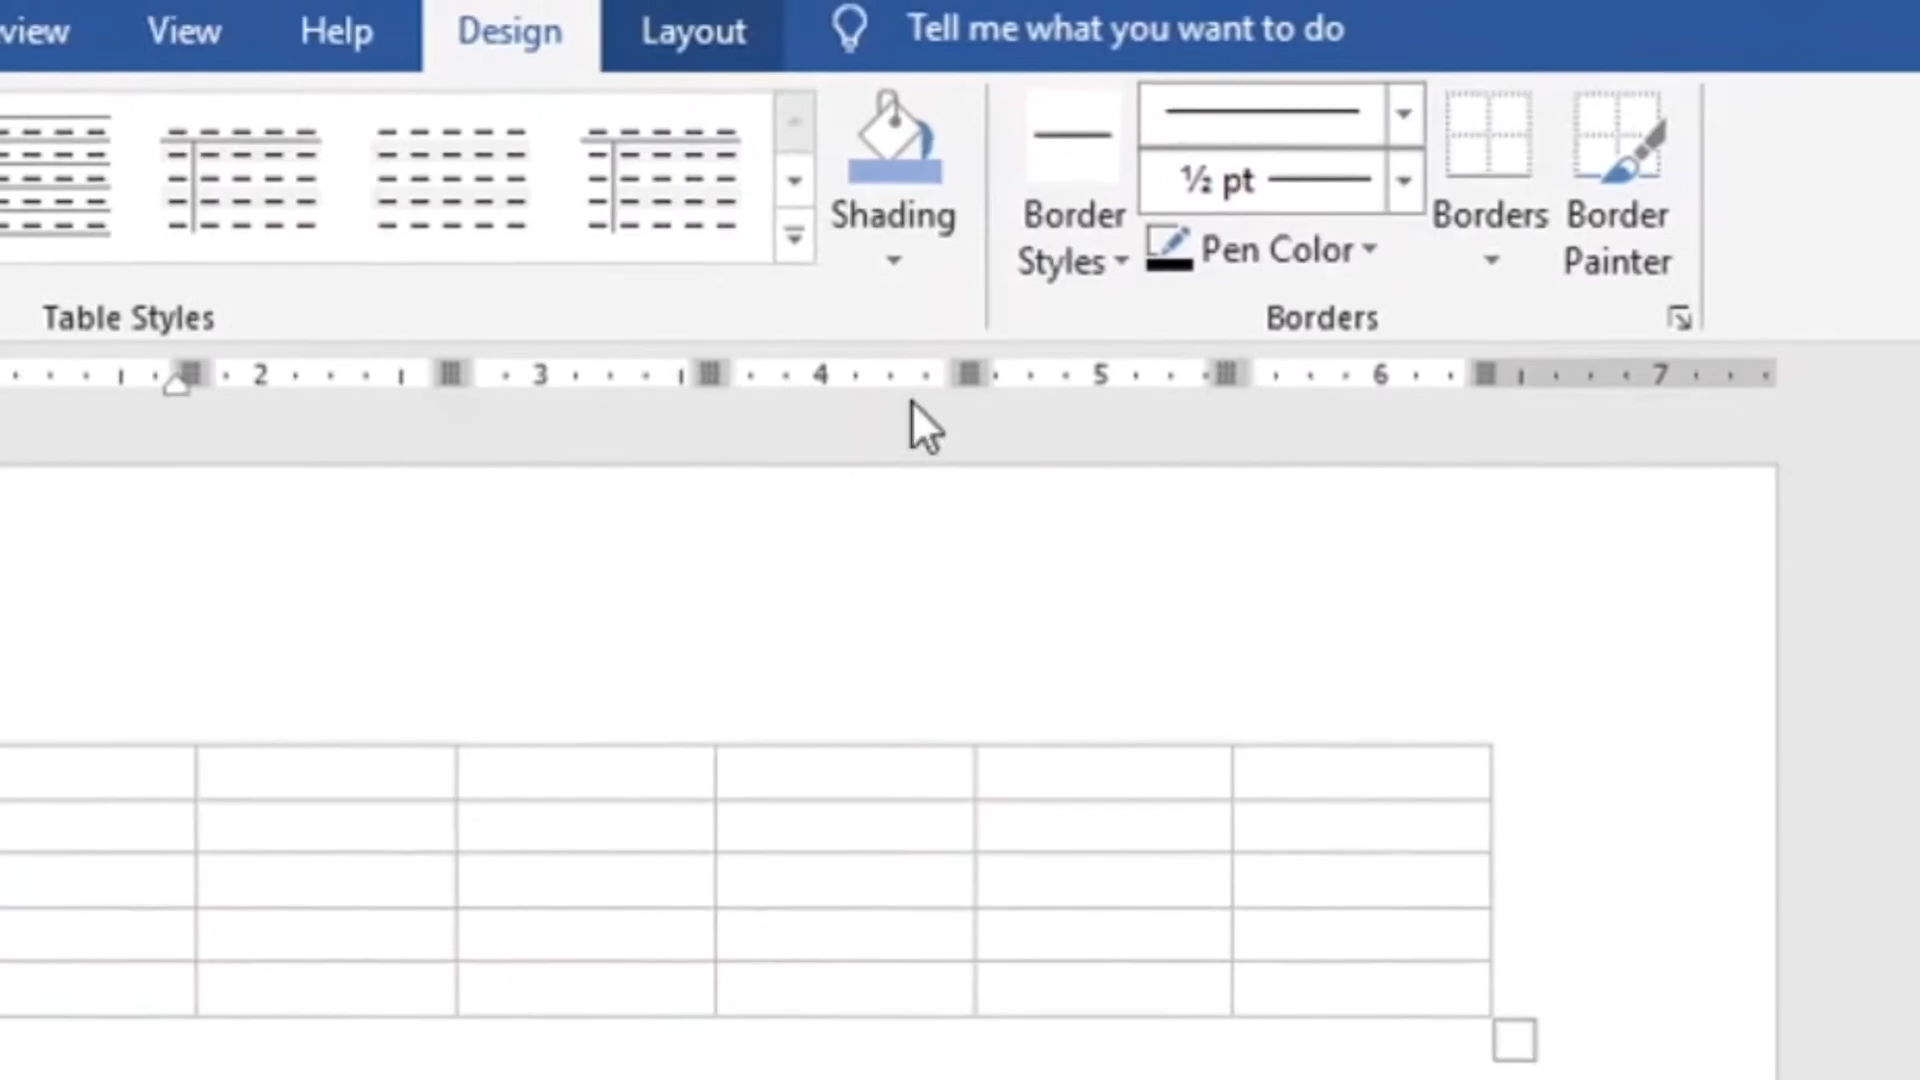 view View Help Design Layout Tell me what you want to do
½ pt
Shading Border Styles Pen Color Borders Border Painter
Table Styles Borders
2 3 4 5 6 7